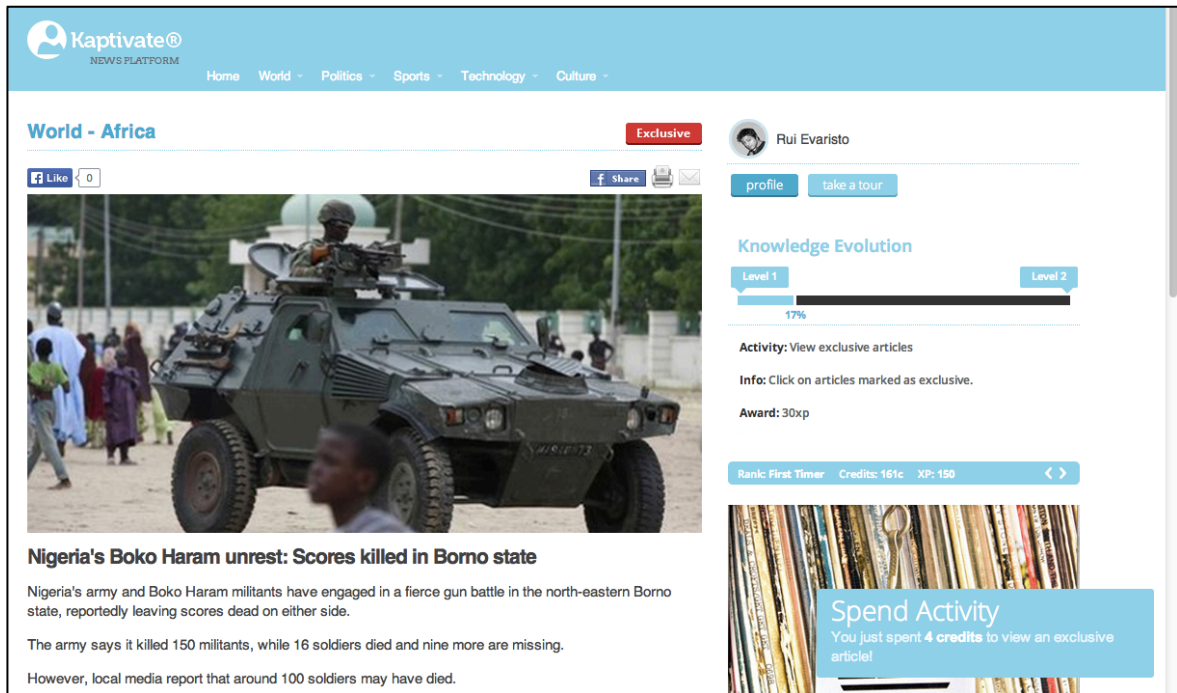 Kaptivate®
NEWS PLATFORM
Home World Politics Sports Technology Culture
World - Africa
Exclusive
Like 0
Share
Nigeria's Boko Haram unrest: Scores killed in Borno state
Nigeria's army and Boko Haram militants have engaged in a fierce gun battle in the north-eastern Borno
state, reportedly leaving scores dead on either side.
The army says it killed 150 militants, while 16 soldiers died and nine more are missing.
However, local media report that around 100 soldiers may have died.
Rui Evaristo
profile take a tour
Knowledge Evolution
Level 1 Level 2
17%
Activity: View exclusive articles
Info: Click on articles marked as exclusive.
Award: 30xp
Rank: First Timer Credits: 161c XP: 150
Spend Activity
You just spent 4 credits to view an exclusive
article!